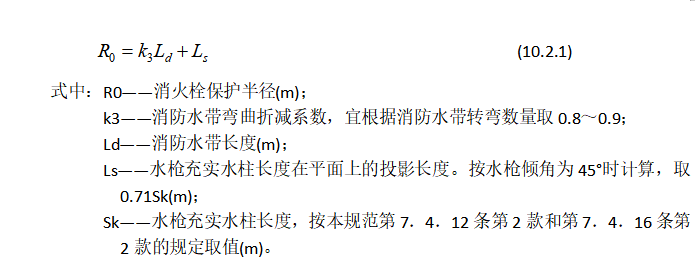 R₀ = k₃L_d + L_s (10.2.1)
式中：R0——消火栓保护半径(m)；
k3——消防水带弯曲折减系数，宜根据消防水带转弯数量取 0.8～0.9；
Ld——消防水带长度(m)；
Ls——水枪充实水柱长度在平面上的投影长度。按水枪倾角为 45°时计算，取
0.71Sk(m)；
Sk——水枪充实水柱长度，按本规范第 7．4．12 条第 2 款和第 7．4．16 条第
2 款的规定取值(m)。